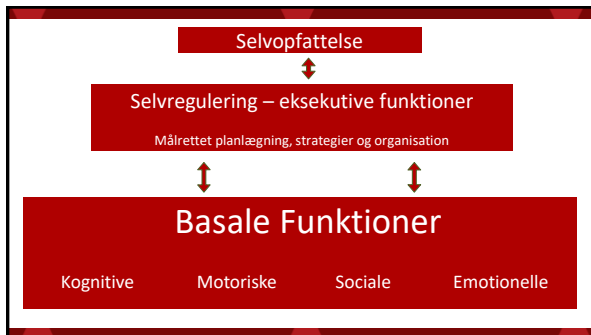 Selvopfattelse
Selvregulering – eksekutive funktioner
Målrettet planlægning, strategier og organisation
Basale Funktioner
Kognitive Motoriske Sociale Emotionelle